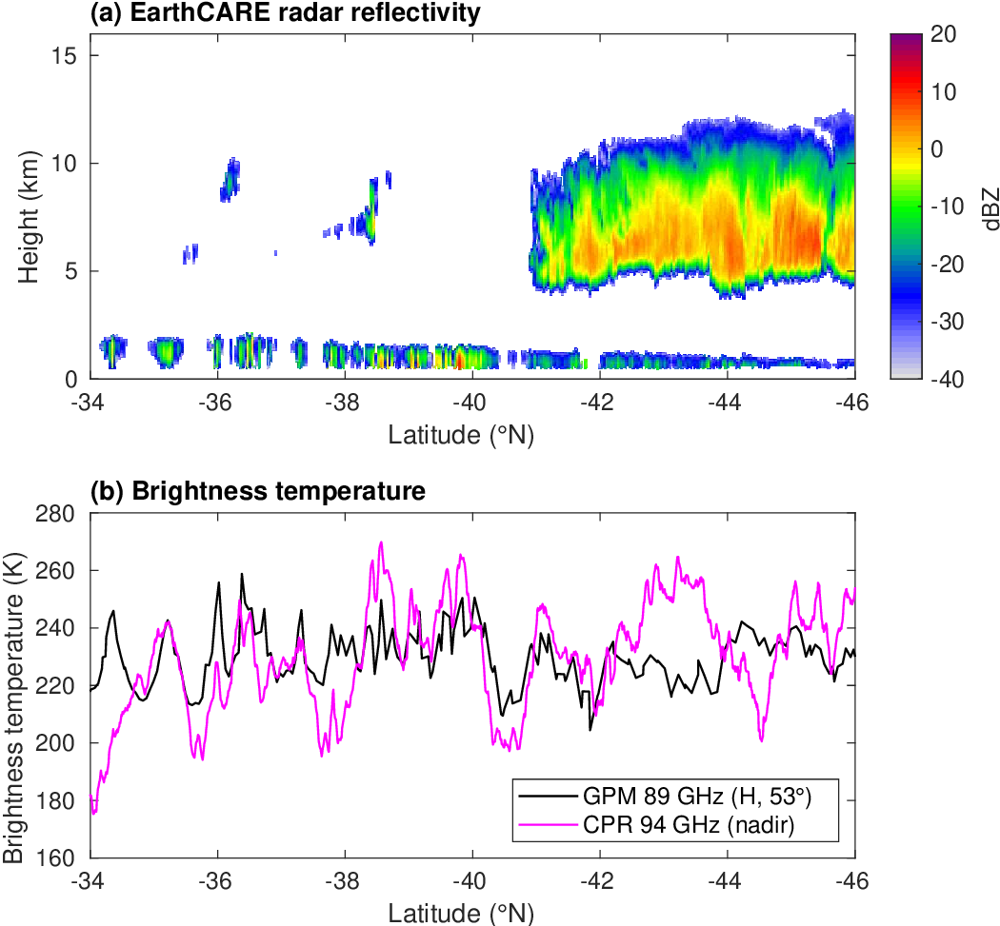 (a) EarthCARE radar reflectivity
15
10
5
0
Height (km)
-34 -36 -38 -40 -42 -44 -46
Latitude (°N)
20
10
0
-10
-20
-30
-40
dBZ
(b) Brightness temperature
280
260
240
220
200
180
160
Brightness temperature (K)
GPM 89 GHz (H, 53°)
CPR 94 GHz (nadir)
-34 -36 -38 -40 -42 -44 -46
Latitude (°N)